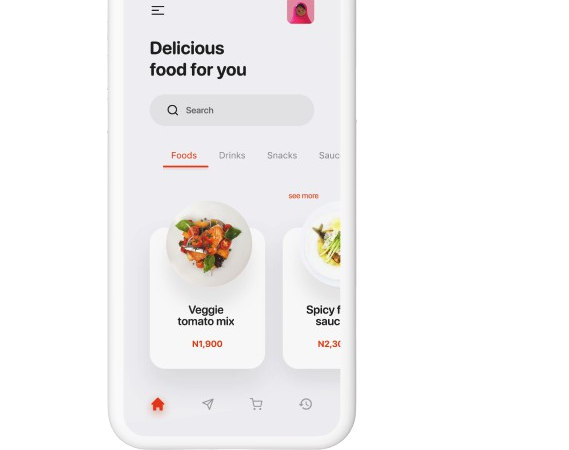 Delicious
food for you
Search
Foods Drinks Snacks Sauc
see more
Veggie
tomato mix
N1,900
Spicy f
sauc
N2,30